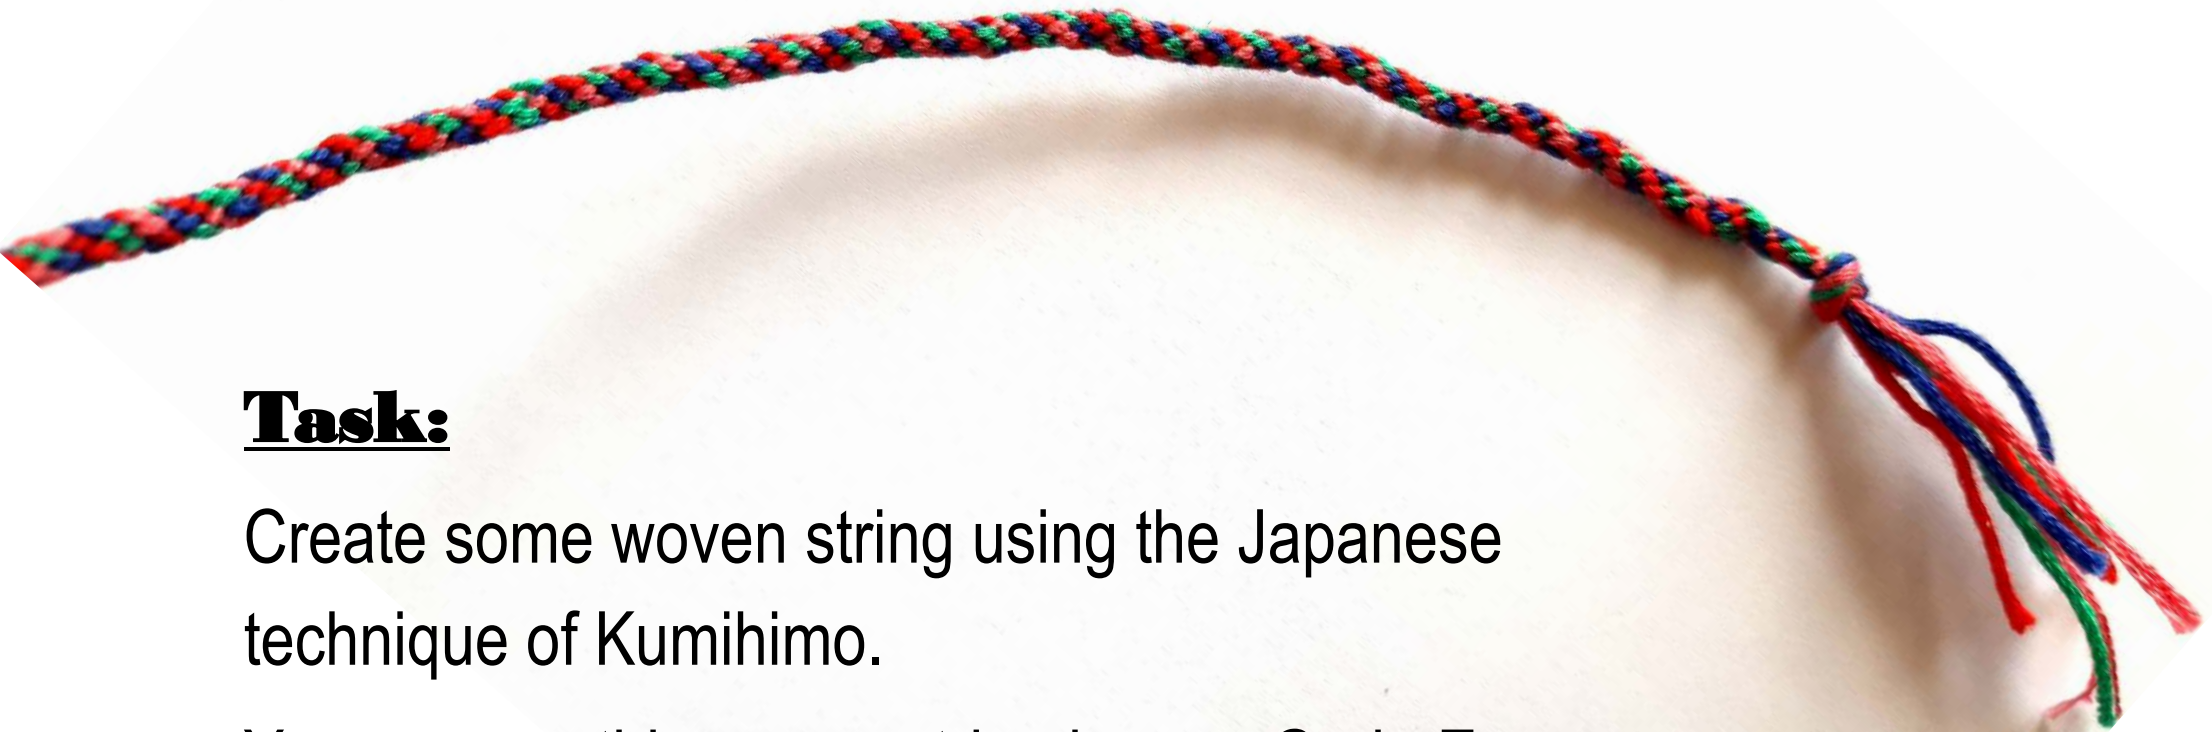 Task:
Create some woven string using the Japanese
technique of Kumihimo.